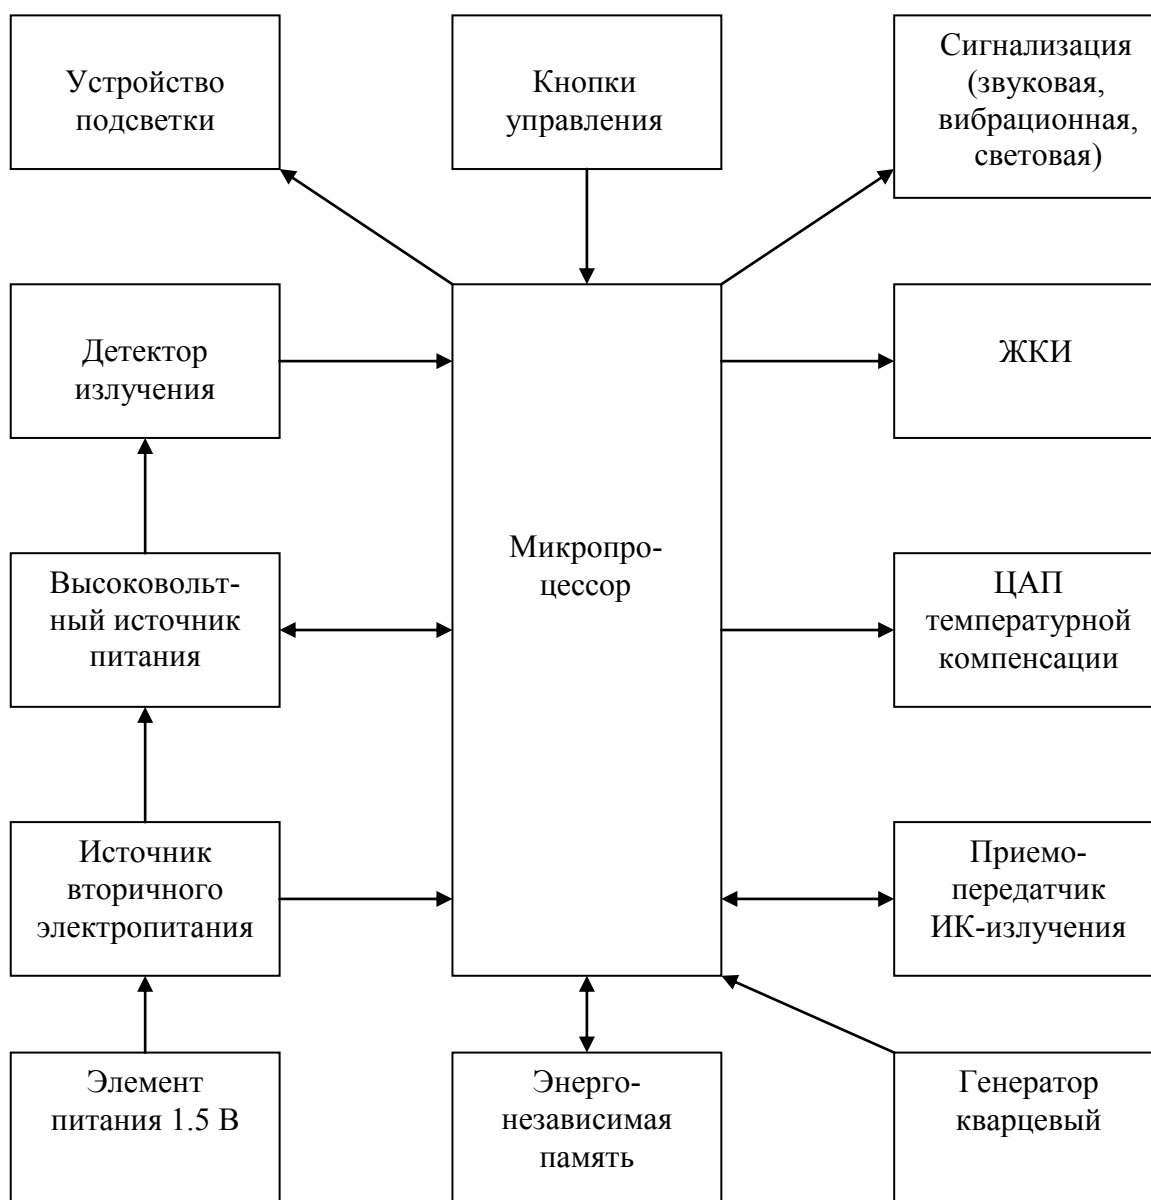 Устройство
подсветки
Кнопки
управления
Сигнализация
(звуковая,
вибрационная,
световая)
Детектор
излучения
ЖКИ
Микропро-
цессор
Высоковольт-
ный источник
питания
ЦАП
температурной
компенсации
Источник
вторичного
электропитания
Приемо-
передатчик
ИК-излучения
Элемент
питания 1.5 В
Энерго-
независимая
память
Генератор
кварцевый